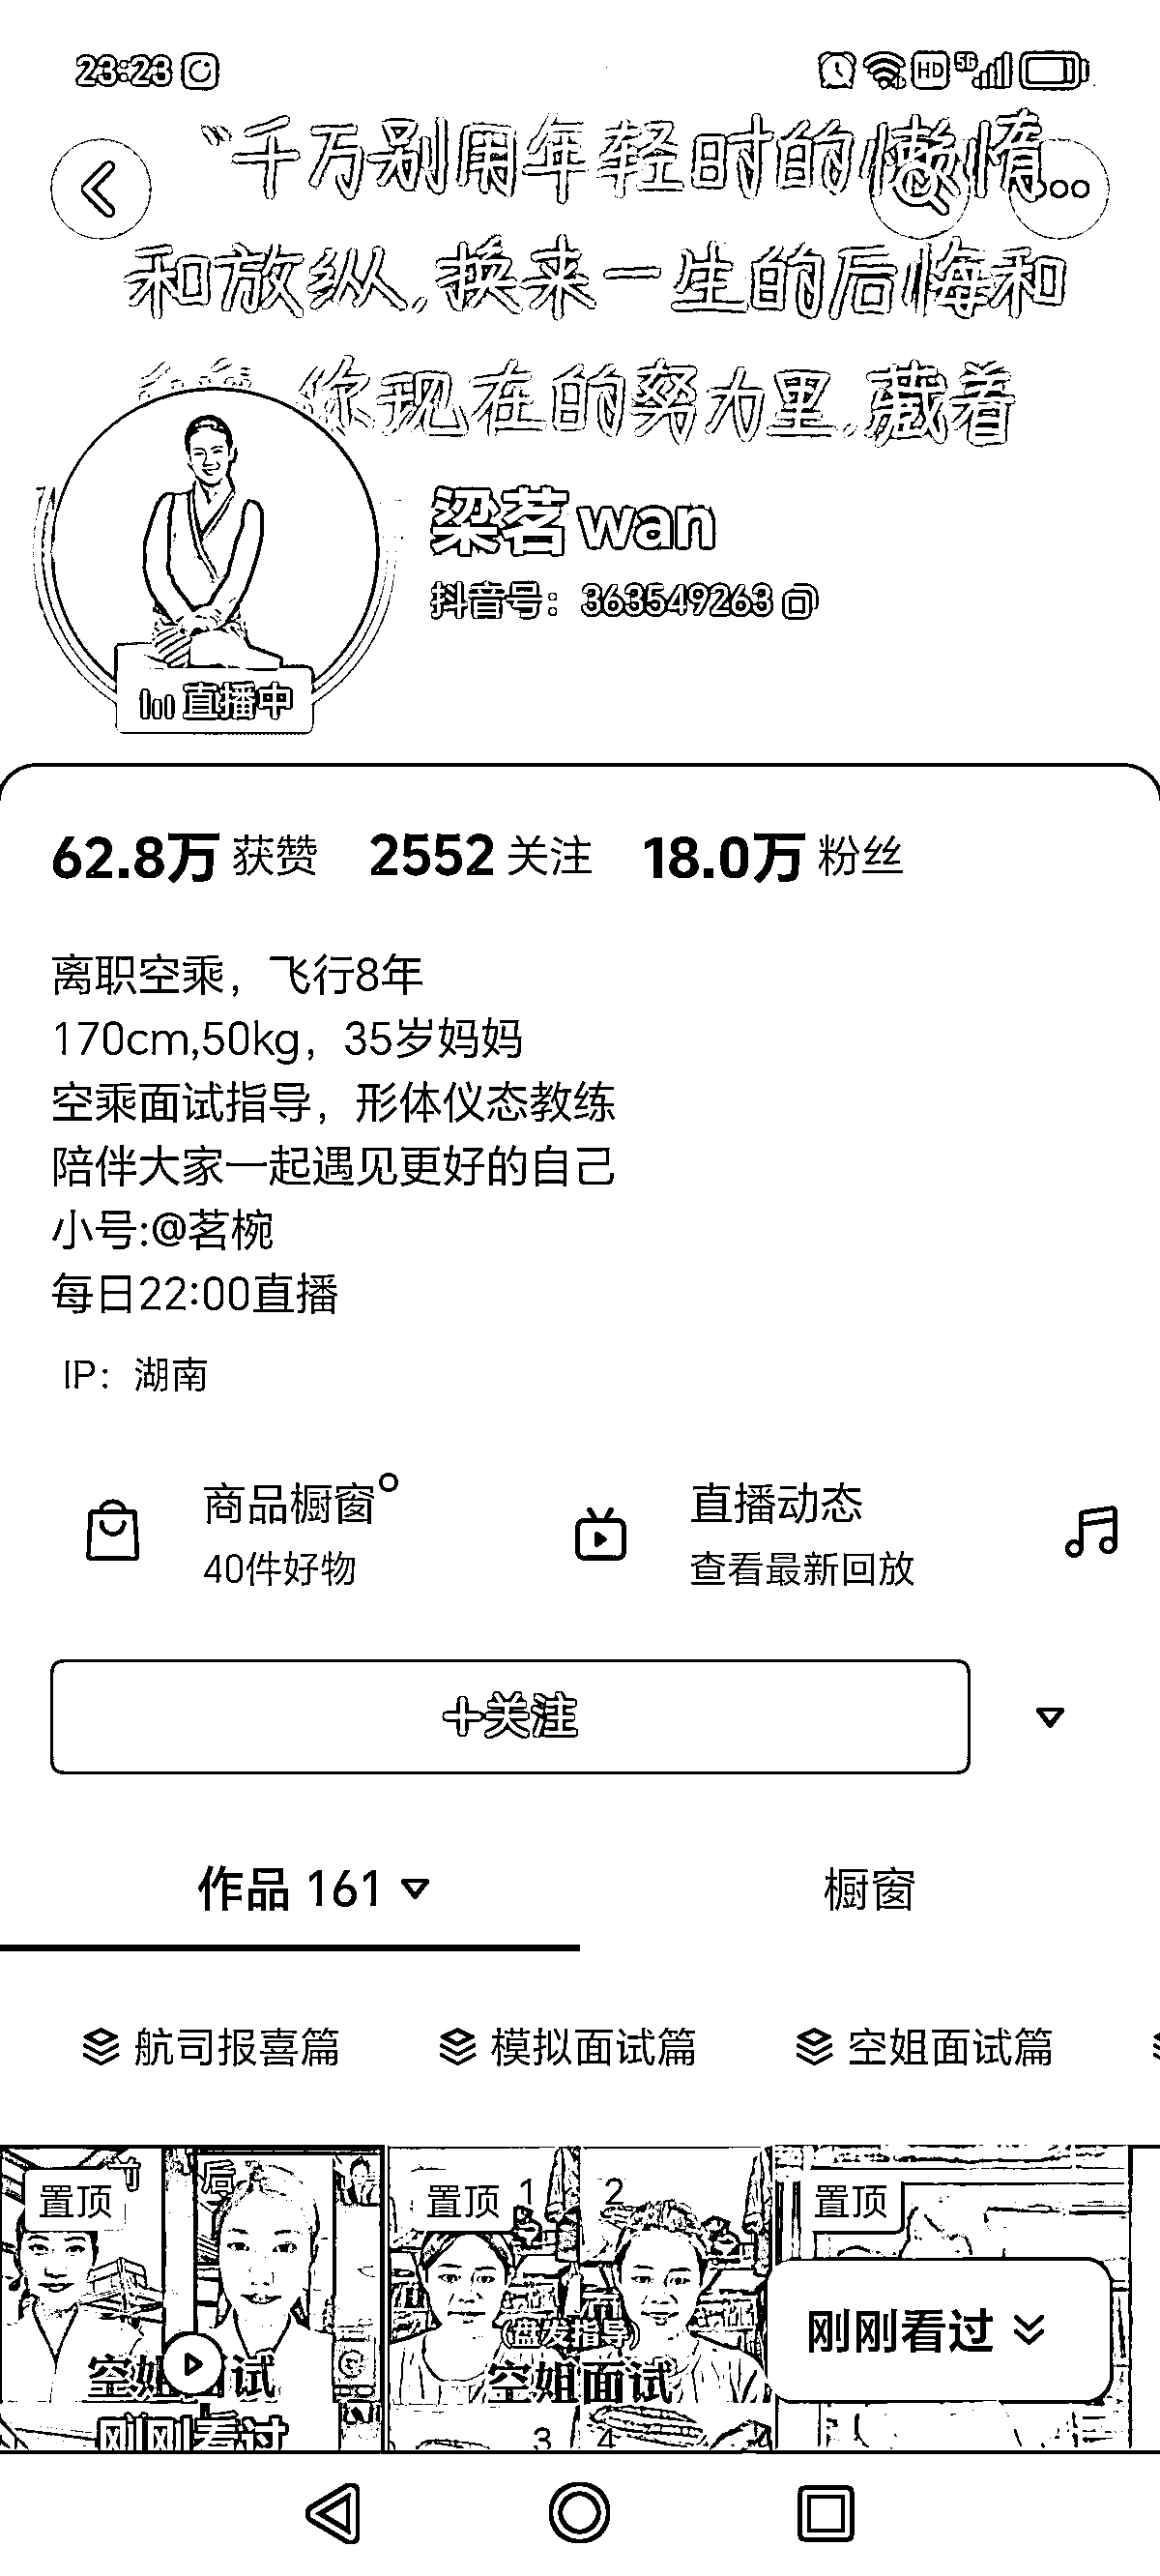 23:23
HD 5G
“千万别用年轻时的懒惰
和放纵,换来一生的后悔和
你现在的努力里,藏着
梁茗wan
抖音号：363549263
直播中
62.8万 获赞 2552 关注 18.0万 粉丝
离职空乘，飞行8年
170cm,50kg，35岁妈妈
空乘面试指导，形体仪态教练
陪伴大家一起遇见更好的自己
小号:@茗椀
每日22:00直播
IP：湖南
商品橱窗 直播动态
40件好物 查看最新回放
+关注
作品 161 橱窗
航司报喜篇 模拟面试篇 空姐面试篇
前 后
置顶 置顶 1 2 置顶
(盘发指导)
刚刚看过
空姐 试 空姐面试
刚刚看过 3 4